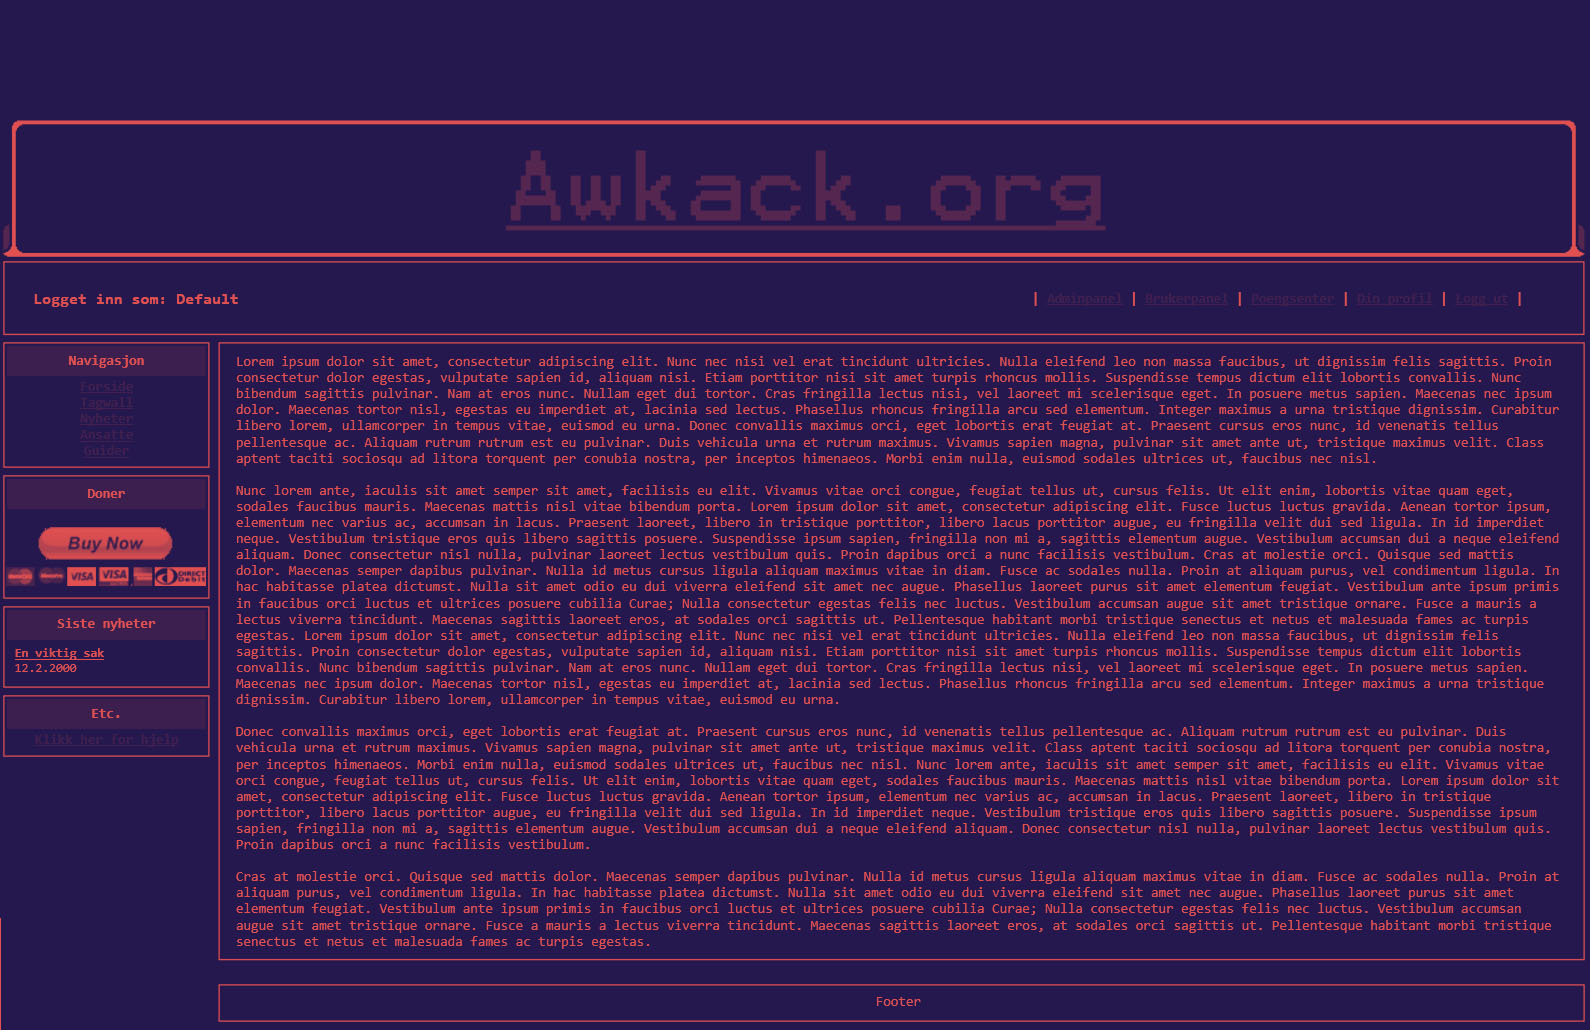 Awkack.org
Logget inn som: Default
| Adminpanel | Brukerpanel | Poengsenter | Din profil | Logg ut |
Navigasjon
Forside
Tagwall
Nyheter
Ansatte
Guider
Doner
Buy Now
VISA VISA DIRECT Debit
Siste nyheter
En viktig sak
12.2.2000
Etc.
Klikk her for hjelp
Lorem ipsum dolor sit amet, consectetur adipiscing elit. Nunc nec nisi vel erat tincidunt ultricies. Nulla eleifend leo non massa faucibus, ut dignissim felis sagittis. Proin
consectetur dolor egestas, vulputate sapien id, aliquam nisi. Etiam porttitor nisi sit amet turpis rhoncus mollis. Suspendisse tempus dictum elit lobortis convallis. Nunc
bibendum sagittis pulvinar. Nam at eros nunc. Nullam eget dui tortor. Cras fringilla lectus nisi, vel laoreet mi scelerisque eget. In posuere metus sapien. Maecenas nec ipsum
dolor. Maecenas tortor nisl, egestas eu imperdiet at, lacinia sed lectus. Phasellus rhoncus fringilla arcu sed elementum. Integer maximus a urna tristique dignissim. Curabitur
libero lorem, ullamcorper in tempus vitae, euismod eu urna. Donec convallis maximus orci, eget lobortis erat feugiat at. Praesent cursus eros nunc, id venenatis tellus
pellentesque ac. Aliquam rutrum rutrum est eu pulvinar. Duis vehicula urna et rutrum maximus. Vivamus sapien magna, pulvinar sit amet ante ut, tristique maximus velit. Class
aptent taciti sociosqu ad litora torquent per conubia nostra, per inceptos himenaeos. Morbi enim nulla, euismod sodales ultrices ut, faucibus nec nisl.
Nunc lorem ante, iaculis sit amet semper sit amet, facilisis eu elit. Vivamus vitae orci congue, feugiat tellus ut, cursus felis. Ut elit enim, lobortis vitae quam eget,
sodales faucibus mauris. Maecenas mattis nisl vitae bibendum porta. Lorem ipsum dolor sit amet, consectetur adipiscing elit. Fusce luctus luctus gravida. Aenean tortor ipsum,
elementum nec varius ac, accumsan in lacus. Praesent laoreet, libero in tristique porttitor, libero lacus porttitor augue, eu fringilla velit dui sed ligula. In id imperdiet
neque. Vestibulum tristique eros quis libero sagittis posuere. Suspendisse ipsum sapien, fringilla non mi a, sagittis elementum augue. Vestibulum accumsan dui a neque eleifend
aliquam. Donec consectetur nisl nulla, pulvinar laoreet lectus vestibulum quis. Proin dapibus orci a nunc facilisis vestibulum. Cras at molestie orci. Quisque sed mattis
dolor. Maecenas semper dapibus pulvinar. Nulla id metus cursus ligula aliquam maximus vitae in diam. Fusce ac sodales nulla. Proin at aliquam purus, vel condimentum ligula. In
hac habitasse platea dictumst. Nulla sit amet odio eu dui viverra eleifend sit amet nec augue. Phasellus laoreet purus sit amet elementum feugiat. Vestibulum ante ipsum primis
in faucibus orci luctus et ultrices posuere cubilia Curae; Nulla consectetur egestas felis nec luctus. Vestibulum accumsan augue sit amet tristique ornare. Fusce a mauris a
lectus viverra tincidunt. Maecenas sagittis laoreet eros, at sodales orci sagittis ut. Pellentesque habitant morbi tristique senectus et netus et malesuada fames ac turpis
egestas. Lorem ipsum dolor sit amet, consectetur adipiscing elit. Nunc nec nisi vel erat tincidunt ultricies. Nulla eleifend leo non massa faucibus, ut dignissim felis
sagittis. Proin consectetur dolor egestas, vulputate sapien id, aliquam nisi. Etiam porttitor nisi sit amet turpis rhoncus mollis. Suspendisse tempus dictum elit lobortis
convallis. Nunc bibendum sagittis pulvinar. Nam at eros nunc. Nullam eget dui tortor. Cras fringilla lectus nisi, vel laoreet mi scelerisque eget. In posuere metus sapien.
Maecenas nec ipsum dolor. Maecenas tortor nisl, egestas eu imperdiet at, lacinia sed lectus. Phasellus rhoncus fringilla arcu sed elementum. Integer maximus a urna tristique
dignissim. Curabitur libero lorem, ullamcorper in tempus vitae, euismod eu urna.
Donec convallis maximus orci, eget lobortis erat feugiat at. Praesent cursus eros nunc, id venenatis tellus pellentesque ac. Aliquam rutrum rutrum est eu pulvinar. Duis
vehicula urna et rutrum maximus. Vivamus sapien magna, pulvinar sit amet ante ut, tristique maximus velit. Class aptent taciti sociosqu ad litora torquent per conubia nostra,
per inceptos himenaeos. Morbi enim nulla, euismod sodales ultrices ut, faucibus nec nisl. Nunc lorem ante, iaculis sit amet semper sit amet, facilisis eu elit. Vivamus vitae
orci congue, feugiat tellus ut, cursus felis. Ut elit enim, lobortis vitae quam eget, sodales faucibus mauris. Maecenas mattis nisl vitae bibendum porta. Lorem ipsum dolor sit
amet, consectetur adipiscing elit. Fusce luctus luctus gravida. Aenean tortor ipsum, elementum nec varius ac, accumsan in lacus. Praesent laoreet, libero in tristique
porttitor, libero lacus porttitor augue, eu fringilla velit dui sed ligula. In id imperdiet neque. Vestibulum tristique eros quis libero sagittis posuere. Suspendisse ipsum
sapien, fringilla non mi a, sagittis elementum augue. Vestibulum accumsan dui a neque eleifend aliquam. Donec consectetur nisl nulla, pulvinar laoreet lectus vestibulum quis.
Proin dapibus orci a nunc facilisis vestibulum.
Cras at molestie orci. Quisque sed mattis dolor. Maecenas semper dapibus pulvinar. Nulla id metus cursus ligula aliquam maximus vitae in diam. Fusce ac sodales nulla. Proin at
aliquam purus, vel condimentum ligula. In hac habitasse platea dictumst. Nulla sit amet odio eu dui viverra eleifend sit amet nec augue. Phasellus laoreet purus sit amet
elementum feugiat. Vestibulum ante ipsum primis in faucibus orci luctus et ultrices posuere cubilia Curae; Nulla consectetur egestas felis nec luctus. Vestibulum accumsan
augue sit amet tristique ornare. Fusce a mauris a lectus viverra tincidunt. Maecenas sagittis laoreet eros, at sodales orci sagittis ut. Pellentesque habitant morbi tristique
senectus et netus et malesuada fames ac turpis egestas.
Footer